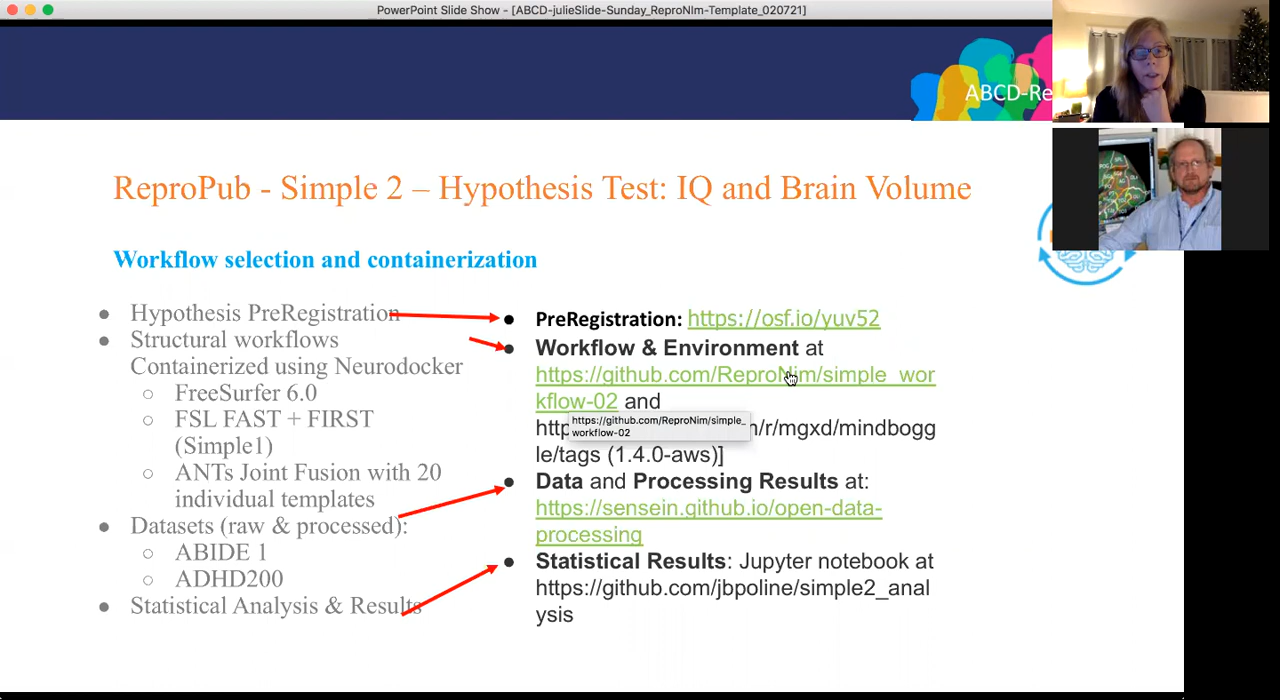 PowerPoint Slide Show - [ABCD-julieSlide-Sunday_ReproNIm-Template_020721]
ABCD-Re
ReproPub - Simple 2 – Hypothesis Test: IQ and Brain Volume
Workflow selection and containerization
Hypothesis PreRegistration
Structural workflows
Containerized using Neurodocker
FreeSurfer 6.0
FSL FAST + FIRST
(Simple1)
ANTs Joint Fusion with 20
individual templates
Datasets (raw & processed):
ABIDE 1
ADHD200
Statistical Analysis & Results
PreRegistration: https://osf.io/yuv52
Workflow & Environment at
https://github.com/ReproNim/simple_wor
kflow-02 and
https://github.com/ReproNim/simple_
workflow-02
/r/mgxd/mindbogg
le/tags (1.4.0-aws)]
Data and Processing Results at:
https://sensein.github.io/open-data-
processing
Statistical Results: Jupyter notebook at
https://github.com/jbpoline/simple2_anal
ysis